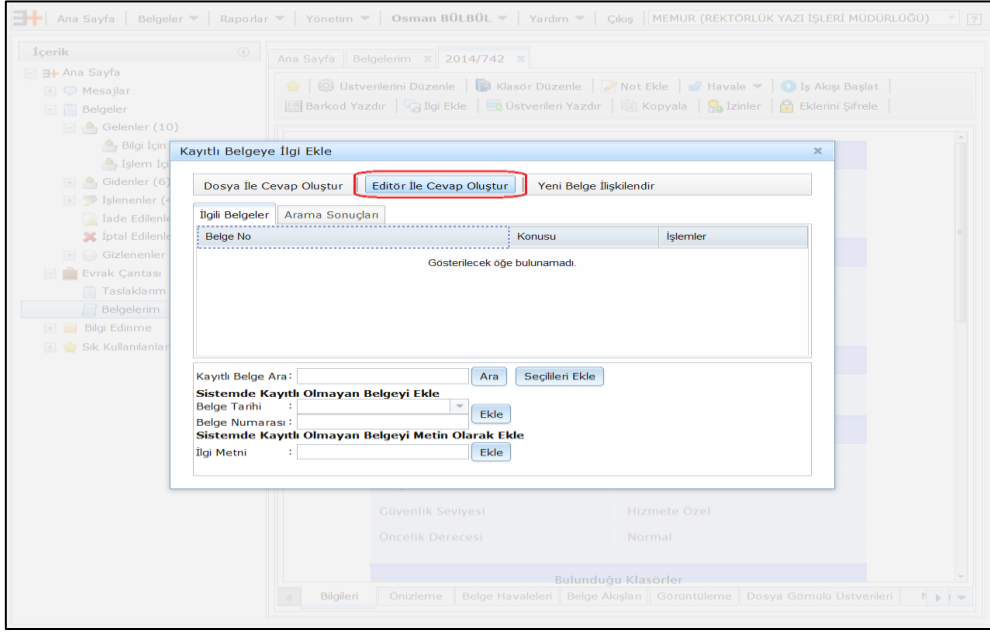 Ana Sayfa Belgeler Raporlar Yönetim Osman BÜLBÜL Yardım Çıkış MEMUR (REKTÖRLÜK YAZI İŞLERİ MÜDÜRLÜĞÜ)
İçerik
Ana Sayfa
Mesajlar
Belgeler
Gelenler (10)
Bilgi İçin
İşlem İçi
Gidenler (6)
İşlenenler (
İade Edilenle
İptal Edilenle
Gizlenenler
Evrak Çantası
Taslaklarım
Belgelerim
Bilgi Edinme
Sık Kullanılanlar
Ana Sayfa Belgelerim 2014/742
Üstverilerini Düzenle Klasör Düzenle Not Ekle Havale İş Akışı Başlat
Barkod Yazdır İlgi Ekle Üstverileri Yazdır Kopyala İzinler Eklerini Şifrele
Kayıtlı Belgeye İlgi Ekle
Dosya İle Cevap Oluştur Editör İle Cevap Oluştur Yeni Belge İlişkilendir
İlgili Belgeler Arama Sonuçları
Belge No Konusu İşlemler
Gösterilecek öğe bulunamadı.
Kayıtlı Belge Ara: Ara Seçilileri Ekle
Sistemde Kayıtlı Olmayan Belgeyi Ekle
Belge Tarihi :
Belge Numarası : Ekle
Sistemde Kayıtlı Olmayan Belgeyi Metin Olarak Ekle
İlgi Metni : Ekle
Güvenlik Seviyesi Hizmete Özel
Öncelik Derecesi Normal
Bulunduğu Klasörler
Bilgileri Önizleme Belge Havaleleri Belge Akışları Görüntüleme Dosya Gömülü Üstverileri